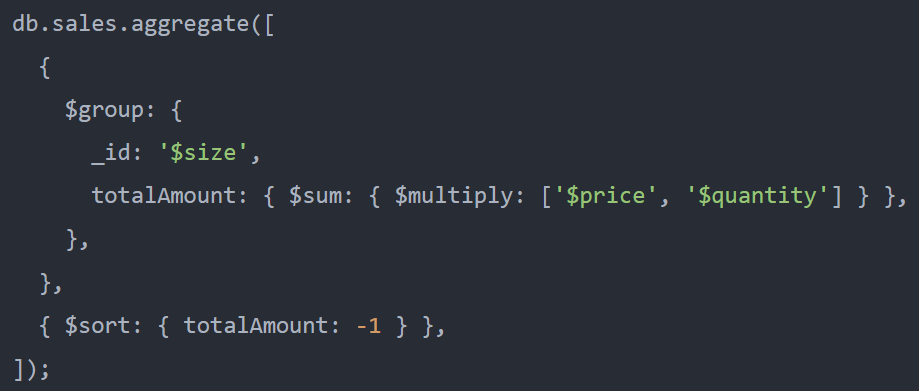 db.sales.aggregate([
  {
    $group: {
      _id: '$size',
      totalAmount: { $sum: { $multiply: ['$price', '$quantity'] } },
    },
  },
  { $sort: { totalAmount: -1 } },
]);